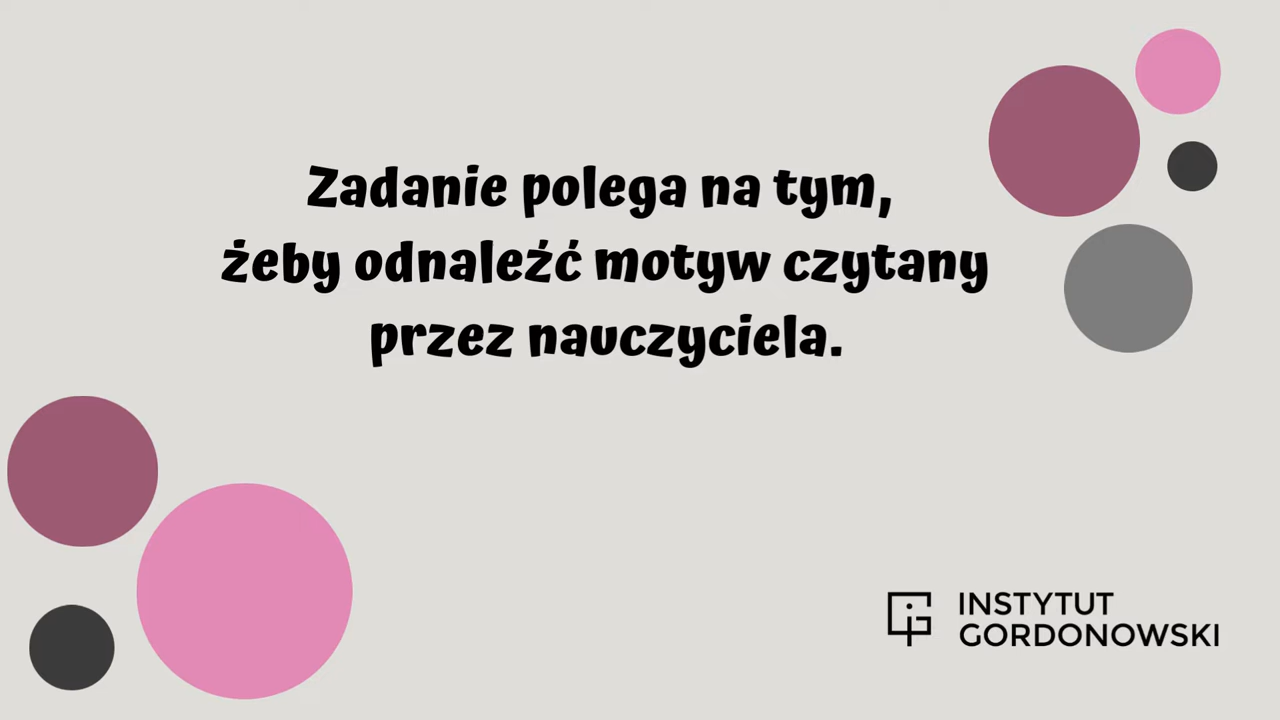 Zadanie polega na tym,
żeby odnaleźć motyw czytany
przez nauczyciela.
INSTYTUT
GORDONOWSKI